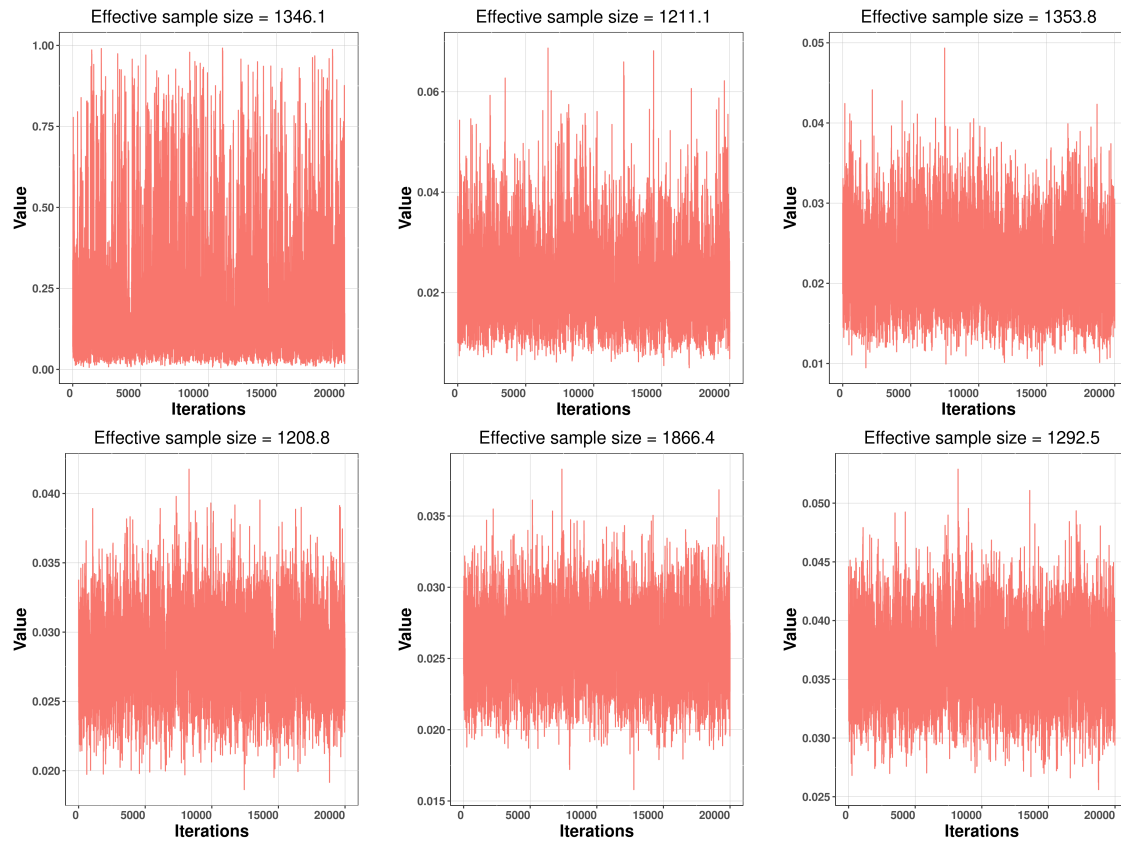 Effective sample size = 1346.1
1.00
0.75
0.50
0.25
0.00
Value
0 5000 10000 15000 20000
Iterations
Effective sample size = 1211.1
0.06
0.04
0.02
Value
0 5000 10000 15000 20000
Iterations
Effective sample size = 1353.8
0.05
0.04
0.03
0.02
0.01
Value
0 5000 10000 15000 20000
Iterations
Effective sample size = 1208.8
0.040
0.035
0.030
0.025
0.020
Value
0 5000 10000 15000 20000
Iterations
Effective sample size = 1866.4
0.035
0.030
0.025
0.020
0.015
Value
0 5000 10000 15000 20000
Iterations
Effective sample size = 1292.5
0.050
0.045
0.040
0.035
0.030
0.025
Value
0 5000 10000 15000 20000
Iterations